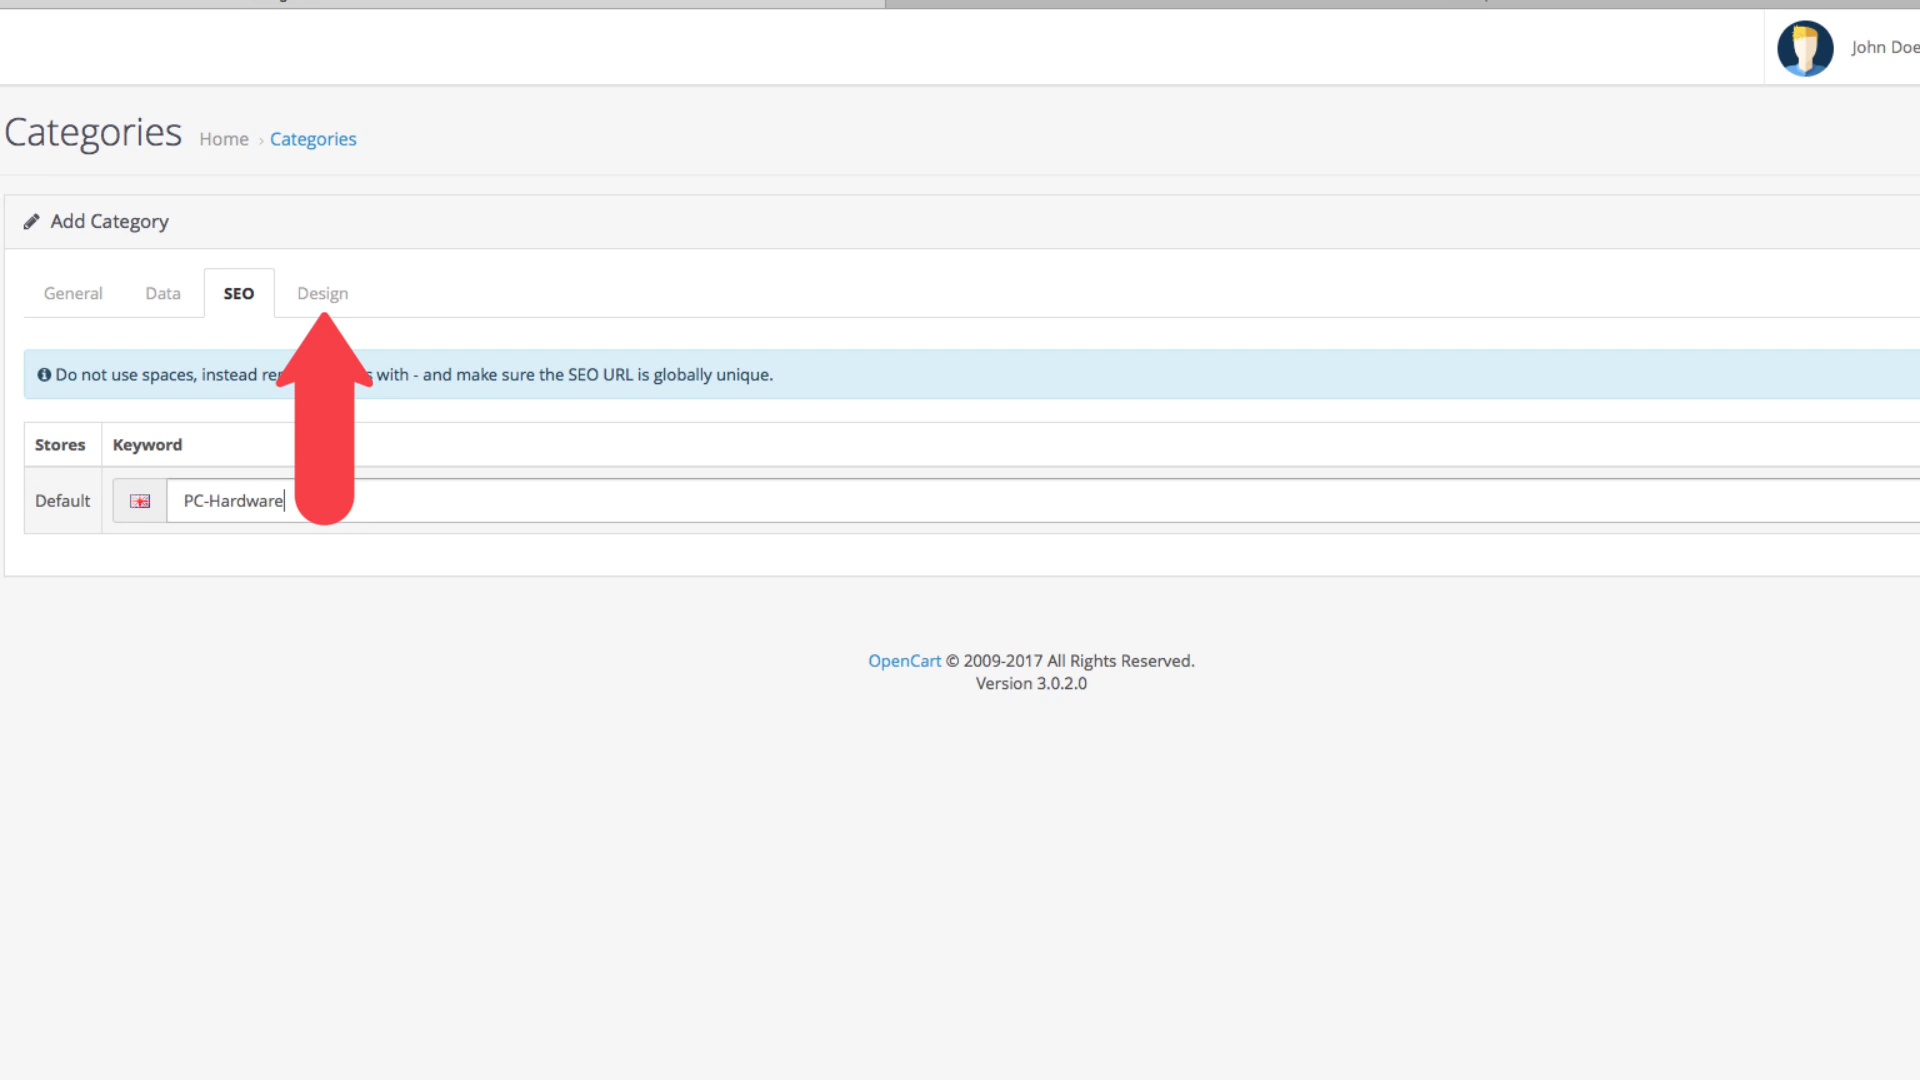 John Doe
Categories Home › Categories
Add Category
General Data SEO Design
Do not use spaces, instead with - and make sure the SEO URL is globally unique.
Stores Keyword
Default PC-Hardware
OpenCart © 2009-2017 All Rights Reserved.
Version 3.0.2.0